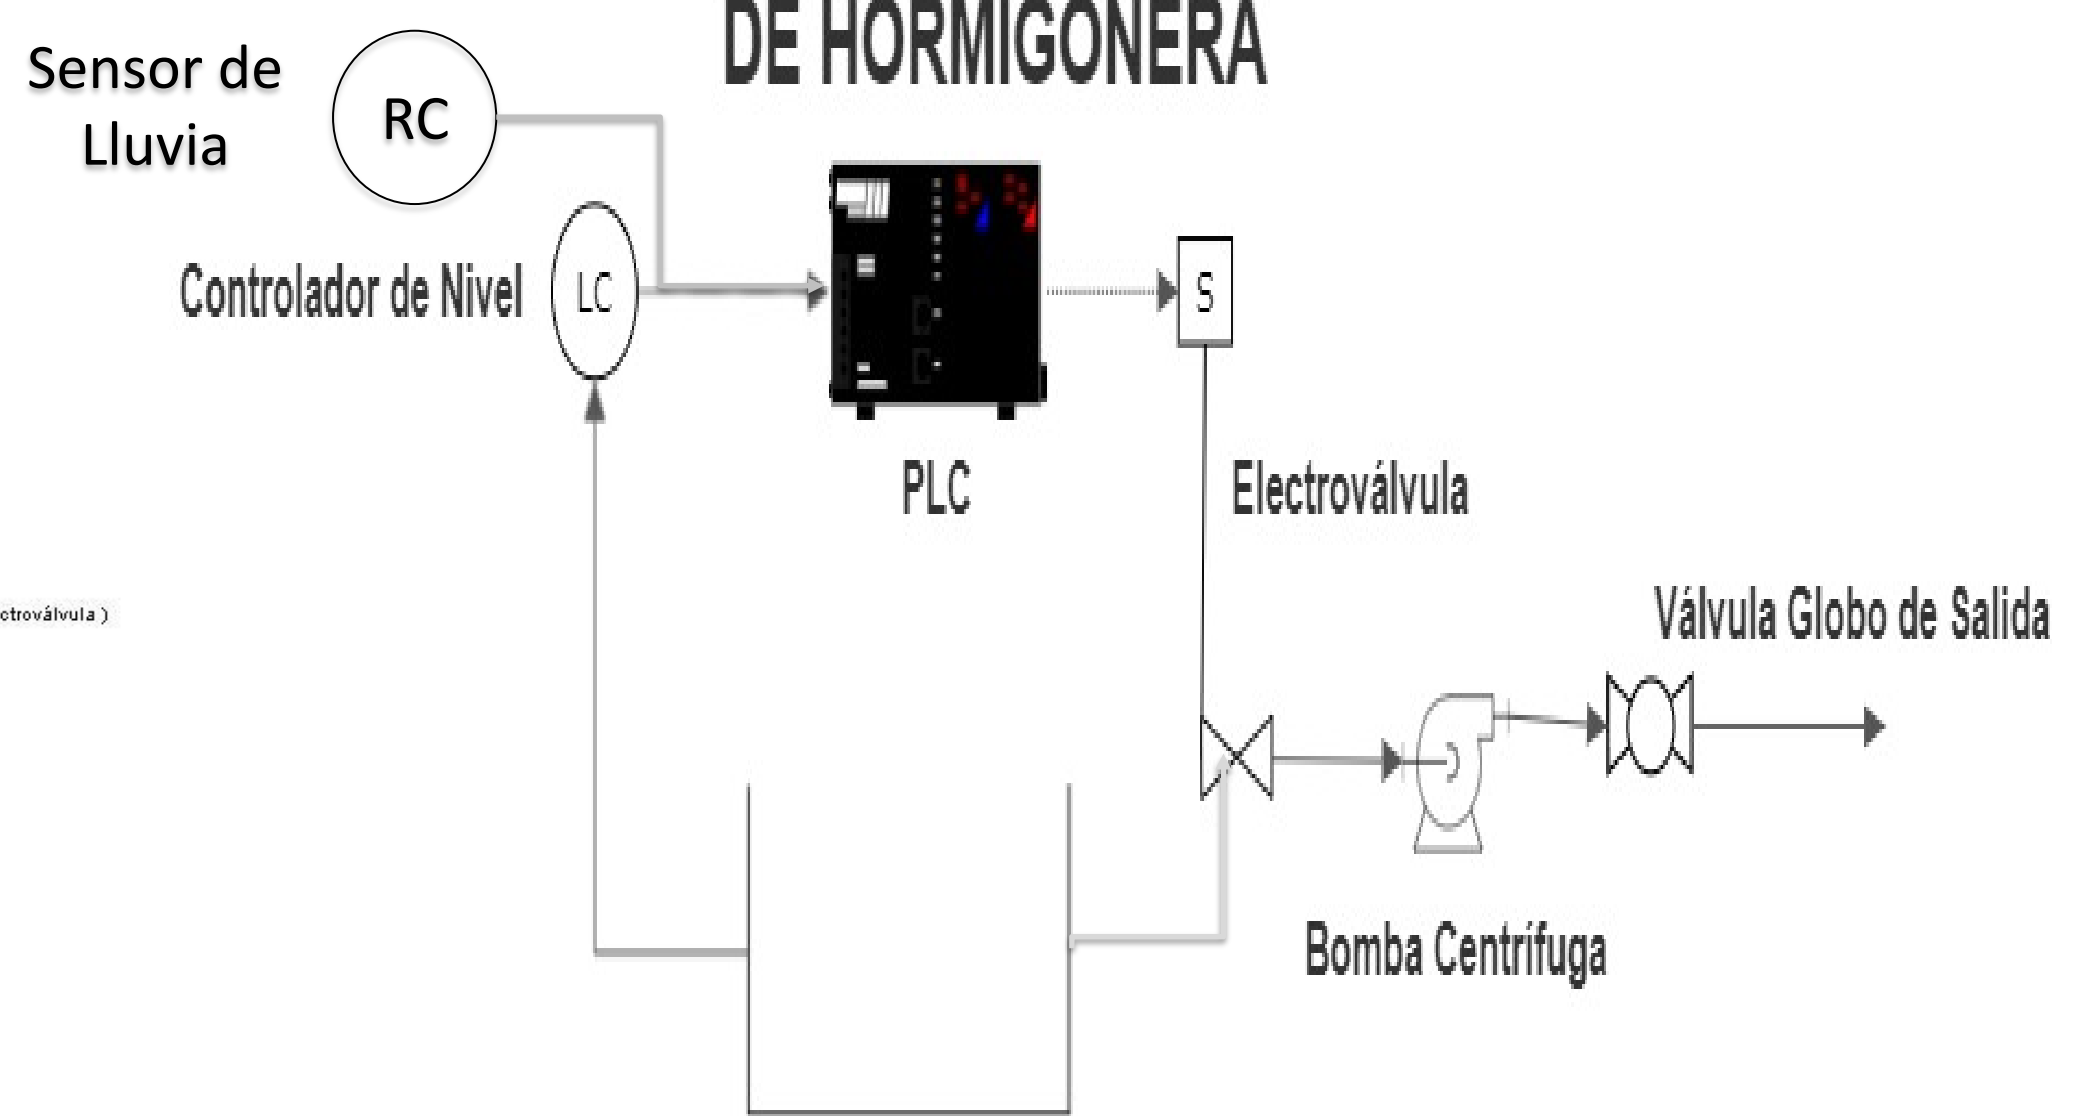 DE HORMIGONERA
Sensor de
Lluvia
RC
Controlador de Nivel
LC
S
PLC
Electroválvula
ctroválvula )
Válvula Globo de Salida
Bomba Centrífuga